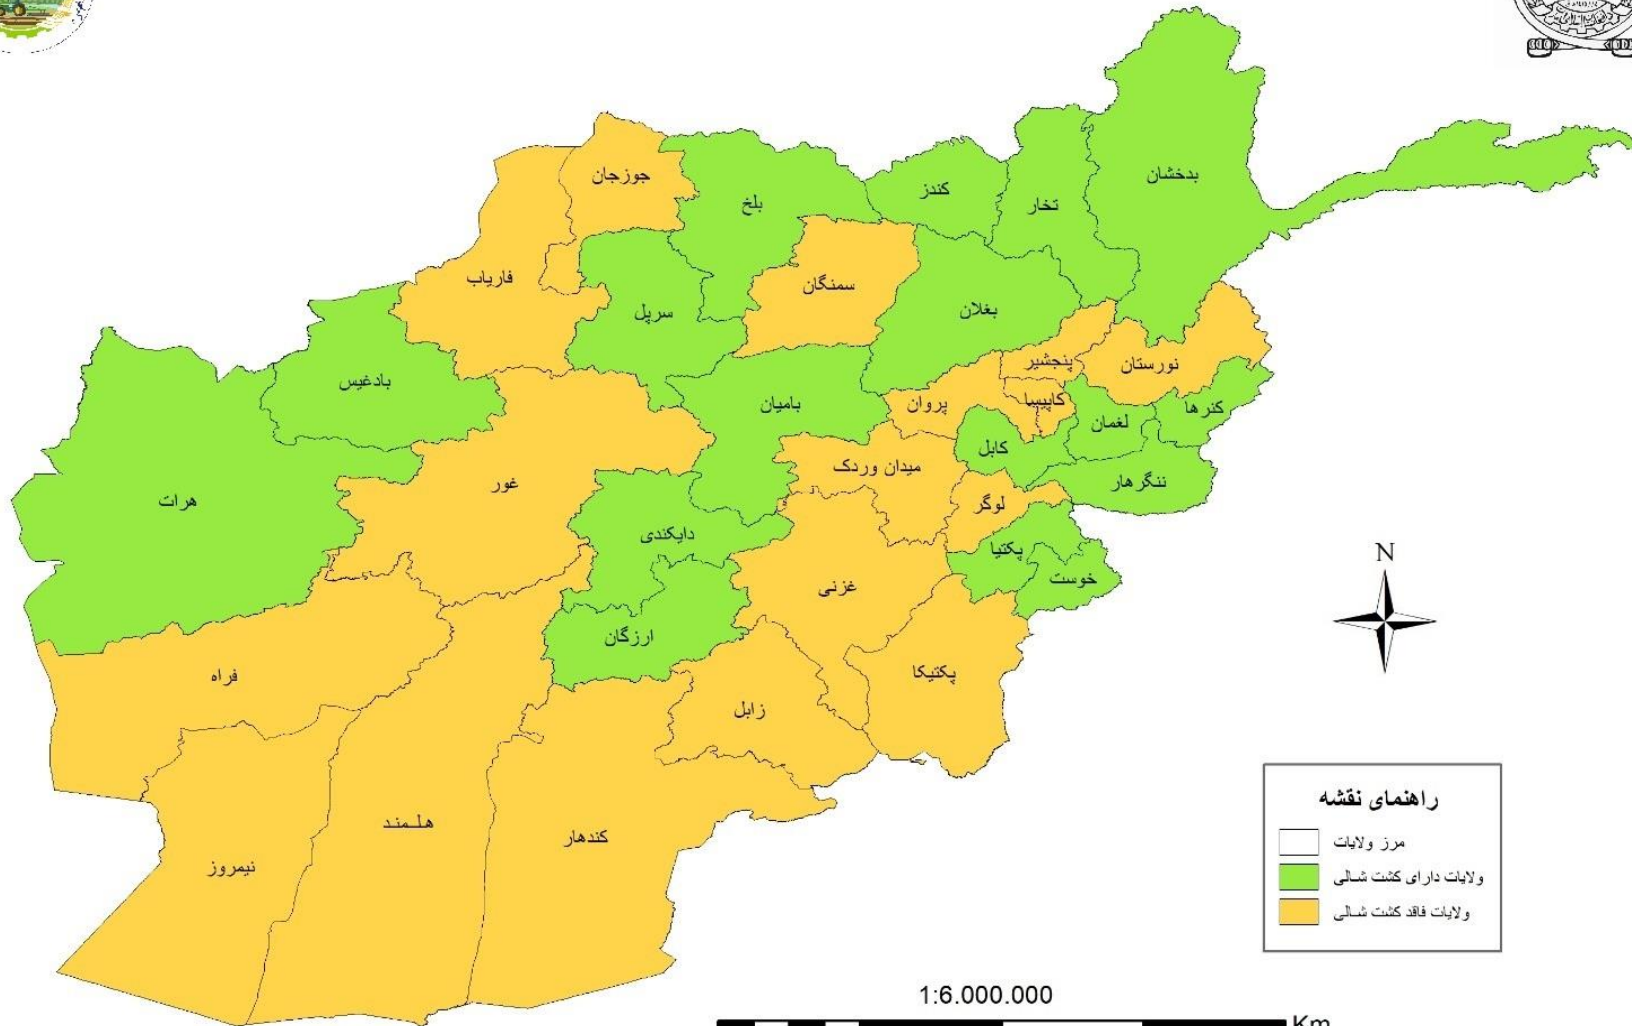 بدخشان
تخار
کندز
بلخ
جوزجان
فاریاب
سمنگان
سرپل
بغلان
پنجشیر
نورستان
کاپیسا
پروان
کنرها
لغمان
کابل
ننگرهار
بامیان
بادغیس
میدان وردک
لوگر
غور
هرات
دایکندی
پکتیا
خوست
غزنی
ارزگان
پکتیکا
زابل
فراه
هلمند
کندهار
نیمروز
N
راهنمای نقشه
مرز ولایات
ولایات دارای کشت شالی
ولایات فاقد کشت شالی
1:6.000.000
Km